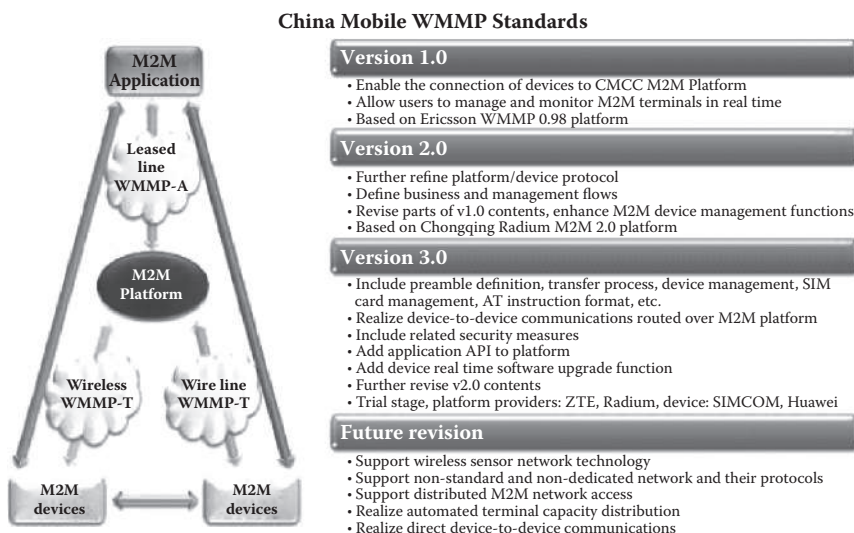 China Mobile WMMP Standards
M2M
Application
Leased
line
WMMP-A
M2M
Platform
Wireless
WMMP-T
Wire line
WMMP-T
M2M
devices
M2M
devices
Version 1.0
• Enable the connection of devices to CMCC M2M Platform
• Allow users to manage and monitor M2M terminals in real time
• Based on Ericsson WMMP 0.98 platform
Version 2.0
• Further refine platform/device protocol
• Define business and management flows
• Revise parts of v1.0 contents, enhance M2M device management functions
• Based on Chongqing Radium M2M 2.0 platform
Version 3.0
• Include preamble definition, transfer process, device management, SIM
card management, AT instruction format, etc.
• Realize device-to-device communications routed over M2M platform
• Include related security measures
• Add application API to platform
• Add device real time software upgrade function
• Further revise v2.0 contents
• Trial stage, platform providers: ZTE, Radium, device: SIMCOM, Huawei
Future revision
• Support wireless sensor network technology
• Support non-standard and non-dedicated network and their protocols
• Support distributed M2M network access
• Realize automated terminal capacity distribution
• Realize direct device-to-device communications